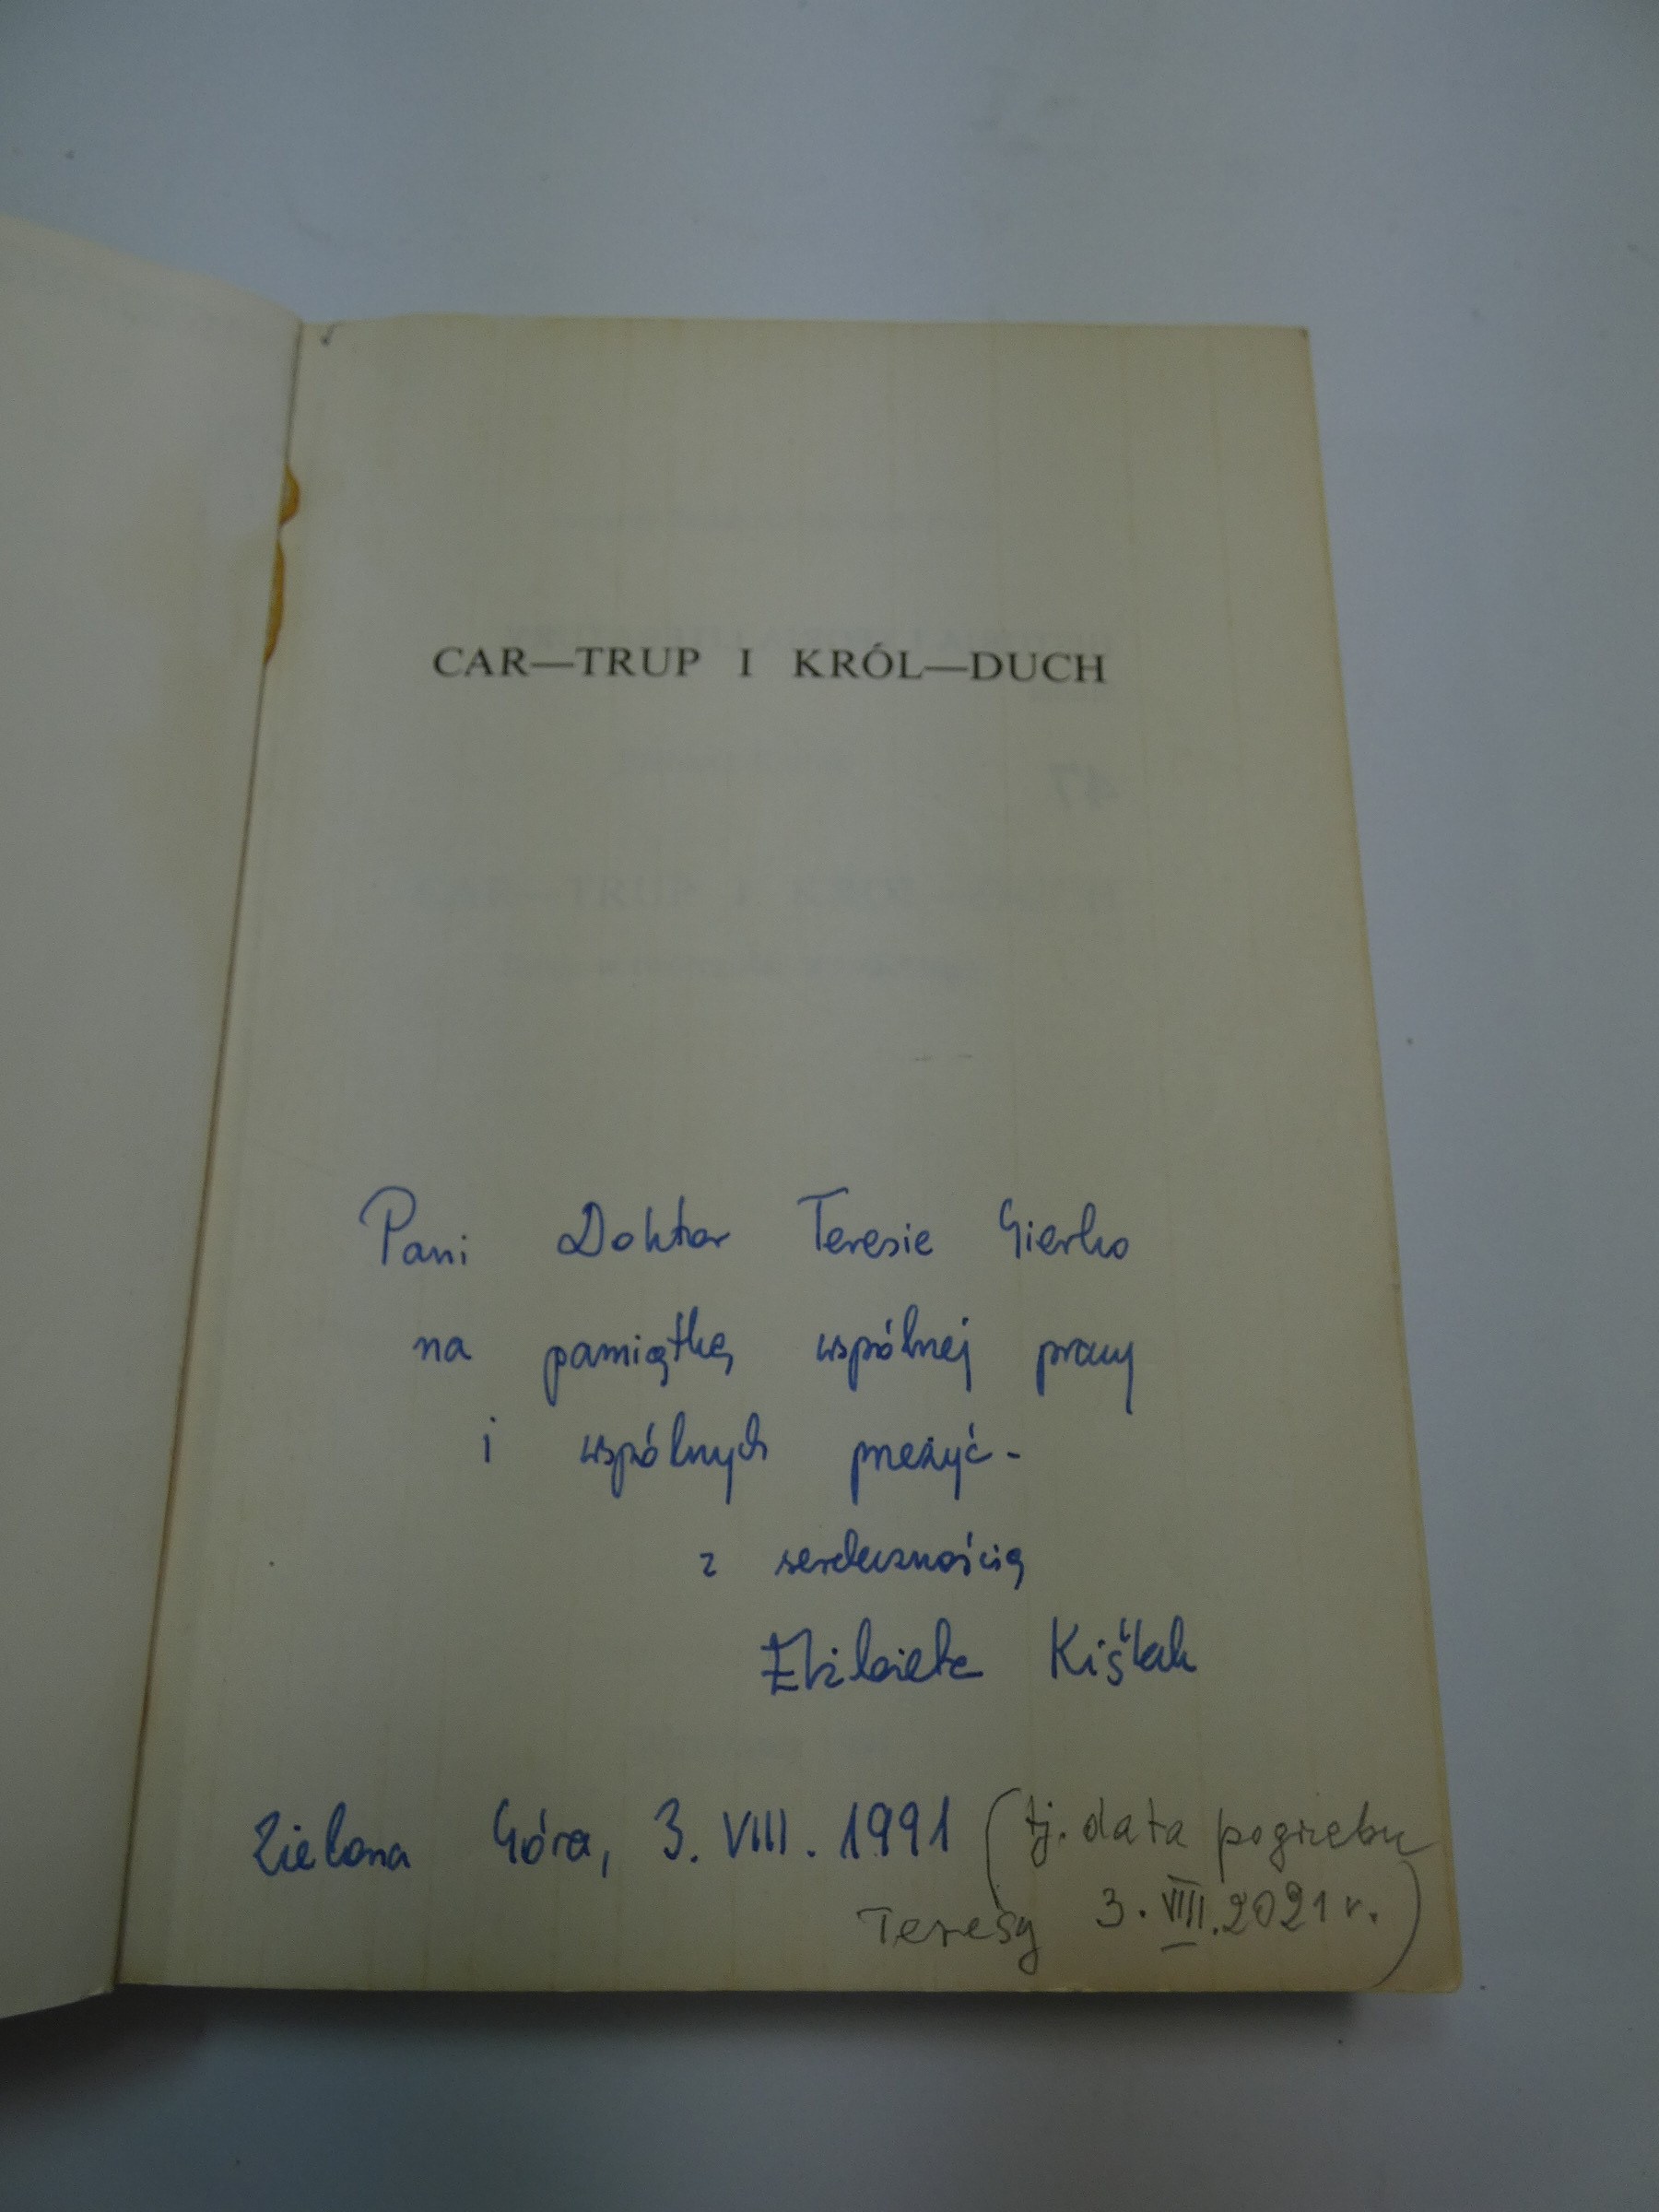 CAR—TRUP I KRÓL—DUCH
Pani Doktor Teresie Gierko
na pamiątkę wspólnej pracy
i wspólnych przeżyć -
z serdecznością
Elżbieta Kiślak
Zielona Góra, 3. VIII. 1991 (tj. data pogrzebu
Teresy 3. VIII. 2021 r.)